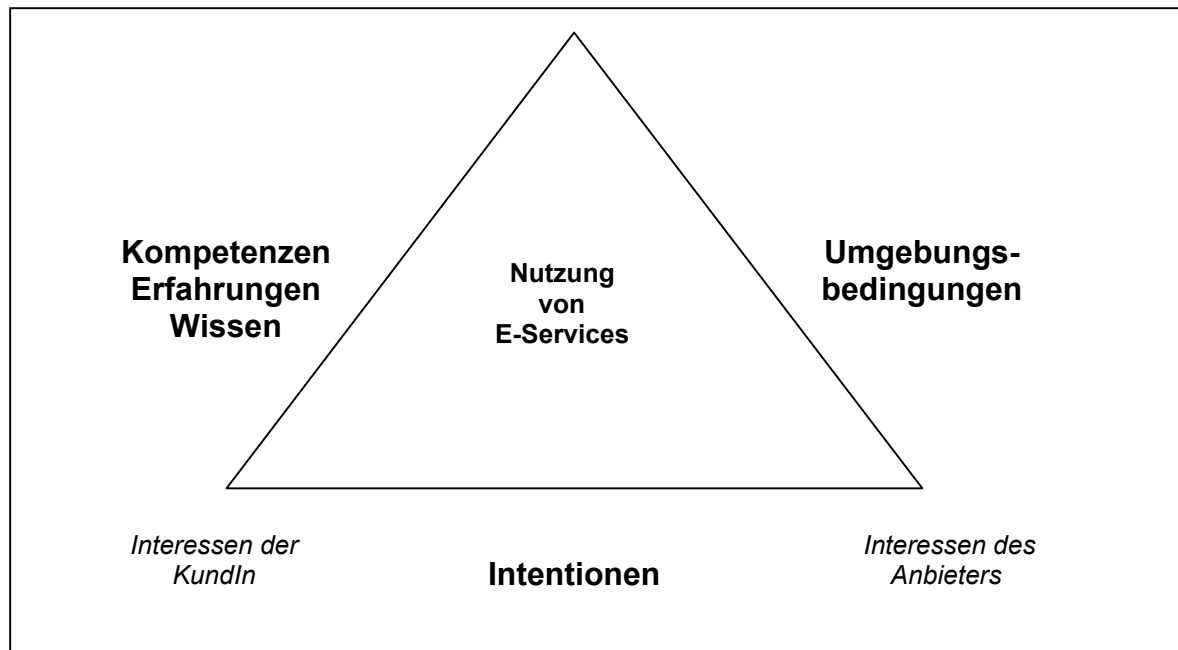 Kompetenzen
Erfahrungen
Wissen
Nutzung
von
E-Services
Umgebungs-
bedingungen
Interessen der
KundIn
Intentionen
Interessen des
Anbieters